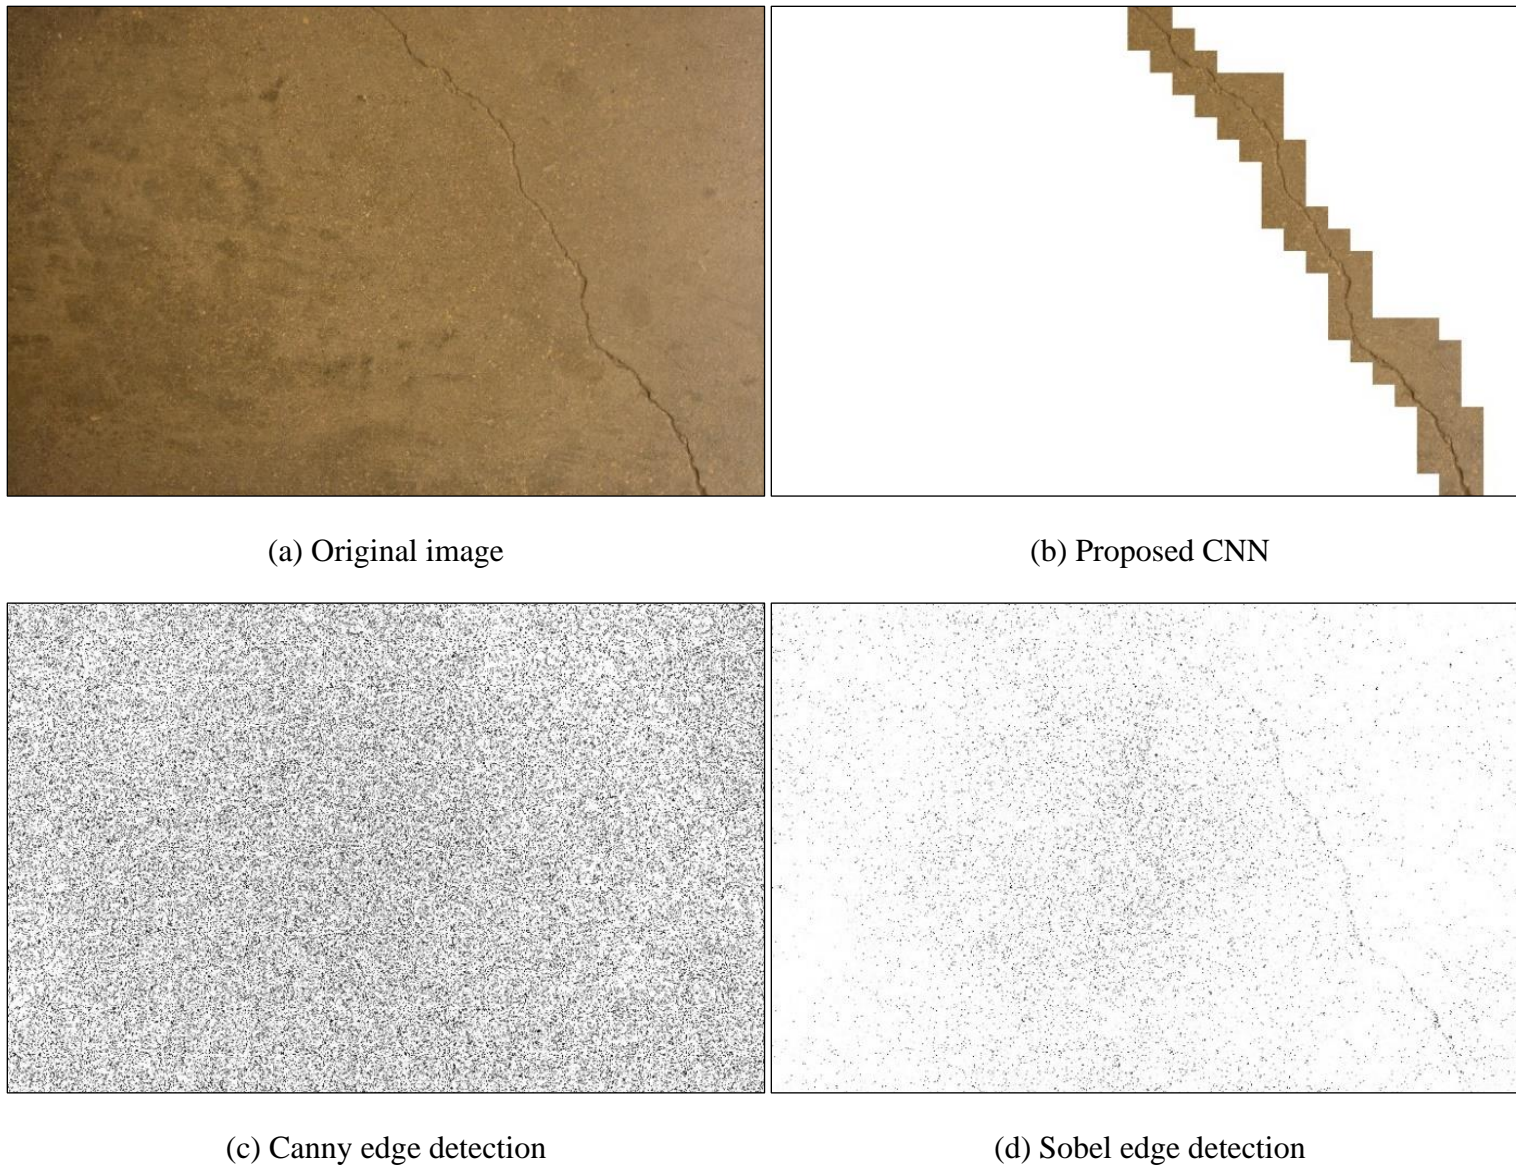 (a) Original image
(b) Proposed CNN
(c) Canny edge detection
(d) Sobel edge detection